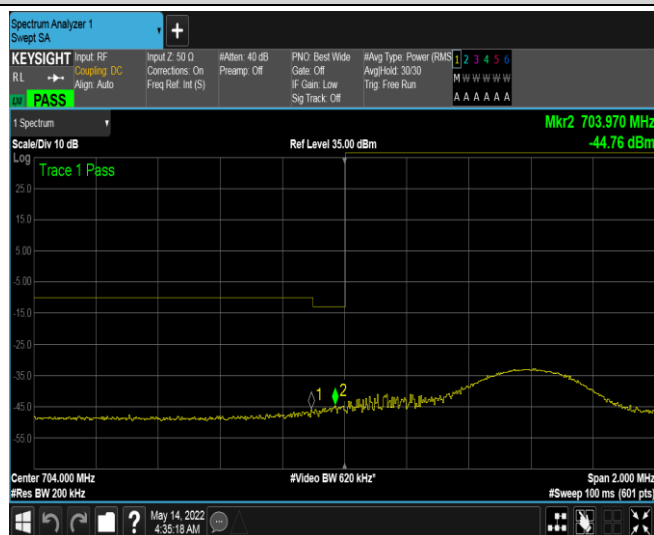 Spectrum Analyzer 1
Swept SA
+
KEYSIGHT Input: RF Input Z: 50 Ω #Atten: 40 dB PNO: Best Wide #Avg Type: Power (RMS 1 2 3 4 5 6
RL Coupling: DC Corrections: On Preamp: Off Gate: Off Avg|Hold: 30/30 M W W W W W
Align: Auto Freq Ref: Int (S) IF Gain: Low Trig: Free Run
PASS Sig Track: Off A A A A A A
1 Spectrum Mkr2 703.970 MHz
Scale/Div 10 dB Ref Level 35.00 dBm -44.76 dBm
Log
Trace 1 Pass
25.0
15.0
5.00
-5.00
-15.0
-25.0
-35.0
1 2
-45.0
-55.0
Center 704.000 MHz #Video BW 620 kHz* Span 2.000 MHz
#Res BW 200 kHz #Sweep 100 ms (601 pts)
? May 14, 2022
4:35:18 AM